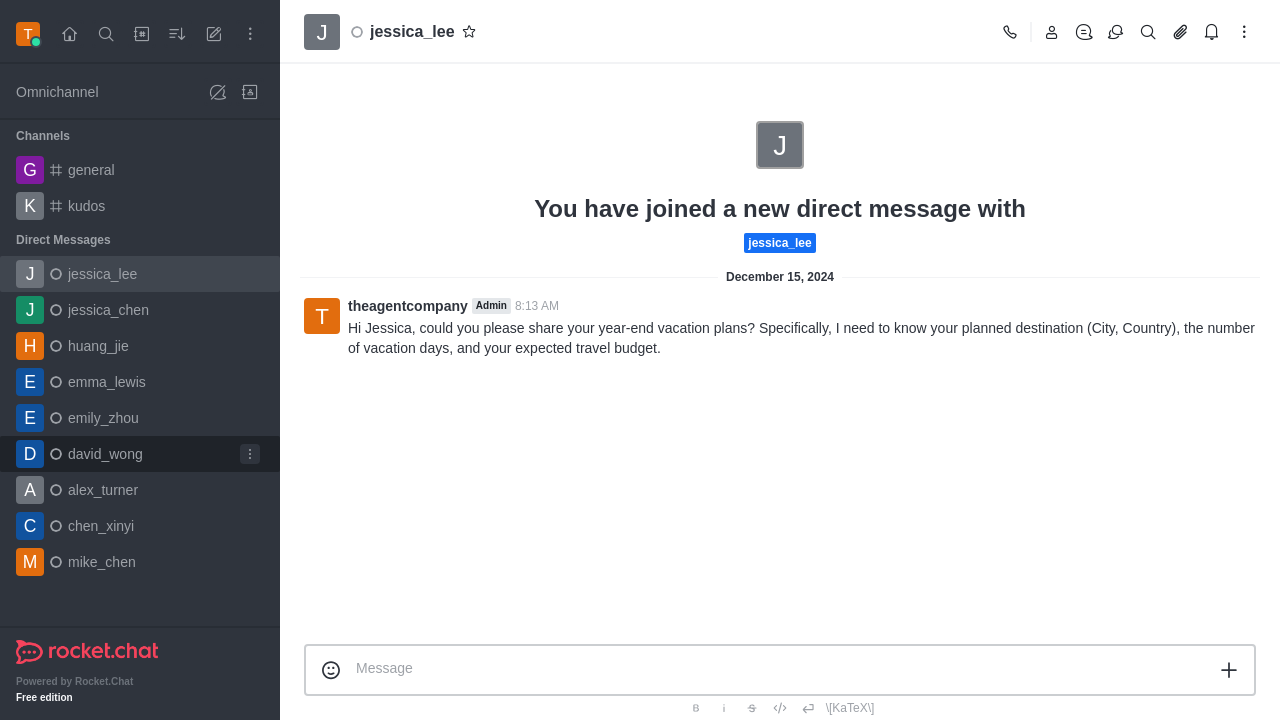 T
Omnichannel
Channels
G general
K kudos
Direct Messages
J jessica_lee
J jessica_chen
H huang_jie
E emma_lewis
E emily_zhou
D david_wong
A alex_turner
C chen_xinyi
M mike_chen
rocket.chat
Powered by Rocket.Chat
Free edition
J jessica_lee
J
You have joined a new direct message with
jessica_lee
December 15, 2024
T theagentcompany Admin 8:13 AM
Hi Jessica, could you please share your year-end vacation plans? Specifically, I need to know your planned destination (City, Country), the number
of vacation days, and your expected travel budget.
Message
B i S \[KaTeX\]